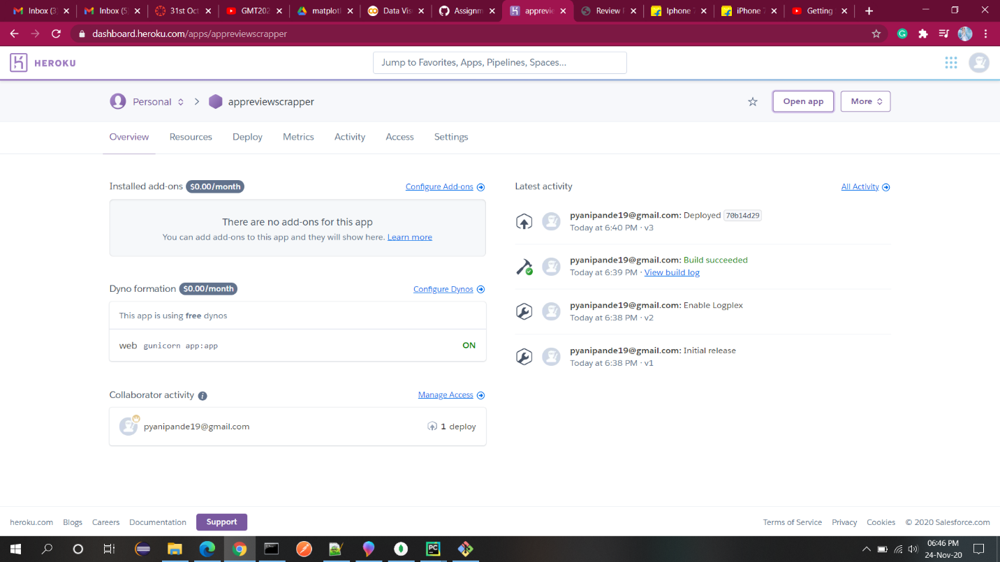 Inbox (3
Inbox (5
31st Oct
GMT202
matplotl
Data Vis
Assignm
apprevie
Review P
Iphone 7
iPhone 7
Getting
dashboard.heroku.com/apps/appreviewscrapper
HEROKU
Jump to Favorites, Apps, Pipelines, Spaces...
Personal
appreviewscrapper
Open app
More
Overview
Resources
Deploy
Metrics
Activity
Access
Settings
Installed add-ons $0.00/month
Configure Add-ons
There are no add-ons for this app
You can add add-ons to this app and they will show here. Learn more
Dyno formation $0.00/month
Configure Dynos
This app is using free dynos
web gunicorn app:app
ON
Collaborator activity
Manage Access
pyanipande19@gmail.com
1 deploy
Latest activity
All Activity
pyanipande19@gmail.com: Deployed 70b14d29
Today at 6:40 PM · v3
pyanipande19@gmail.com: Build succeeded
Today at 6:39 PM · View build log
pyanipande19@gmail.com: Enable Logplex
Today at 6:38 PM · v2
pyanipande19@gmail.com: Initial release
Today at 6:38 PM · v1
heroku.com
Blogs
Careers
Documentation
Support
Terms of Service
Privacy
Cookies
© 2020 Salesforce.com
06:46 PM
24-Nov-20